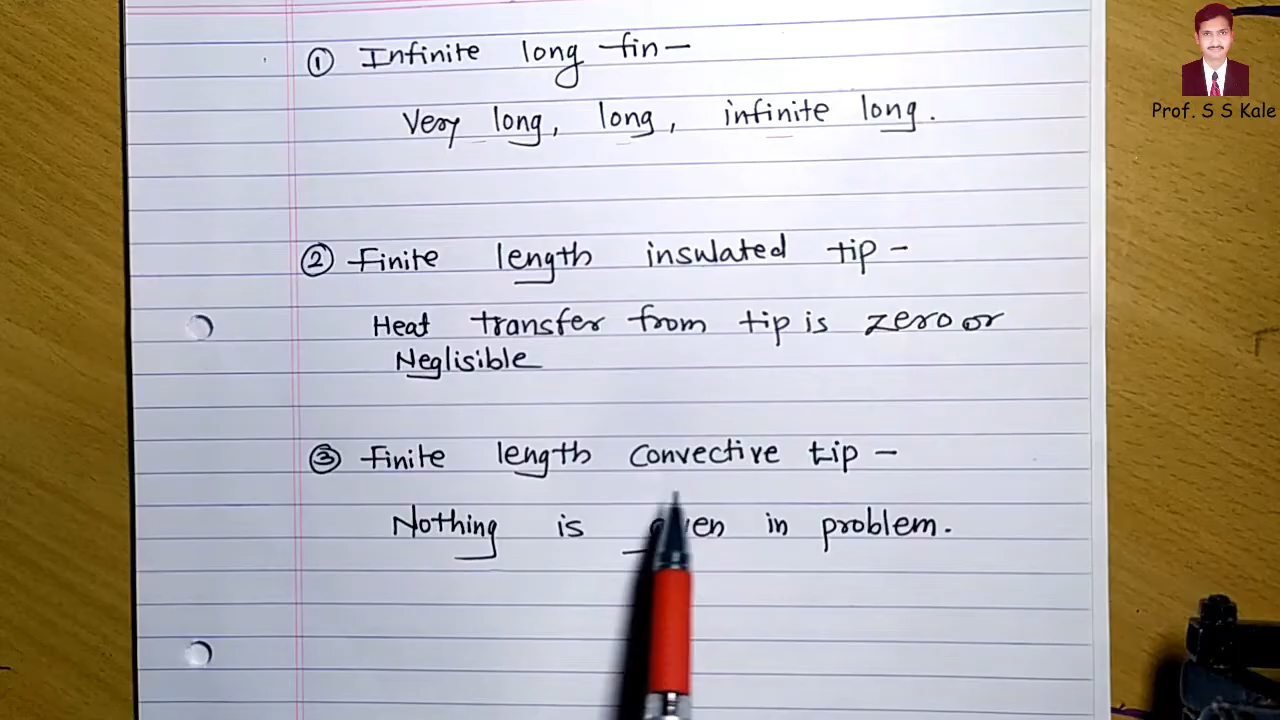 ① Infinite long fin-
Very long, long, infinite long.
② Finite length insulated tip-
Heat transfer from tip is zero or
Neglisible
③ Finite length Convective tip-
Nothing is given in problem.
Prof. S S Kale